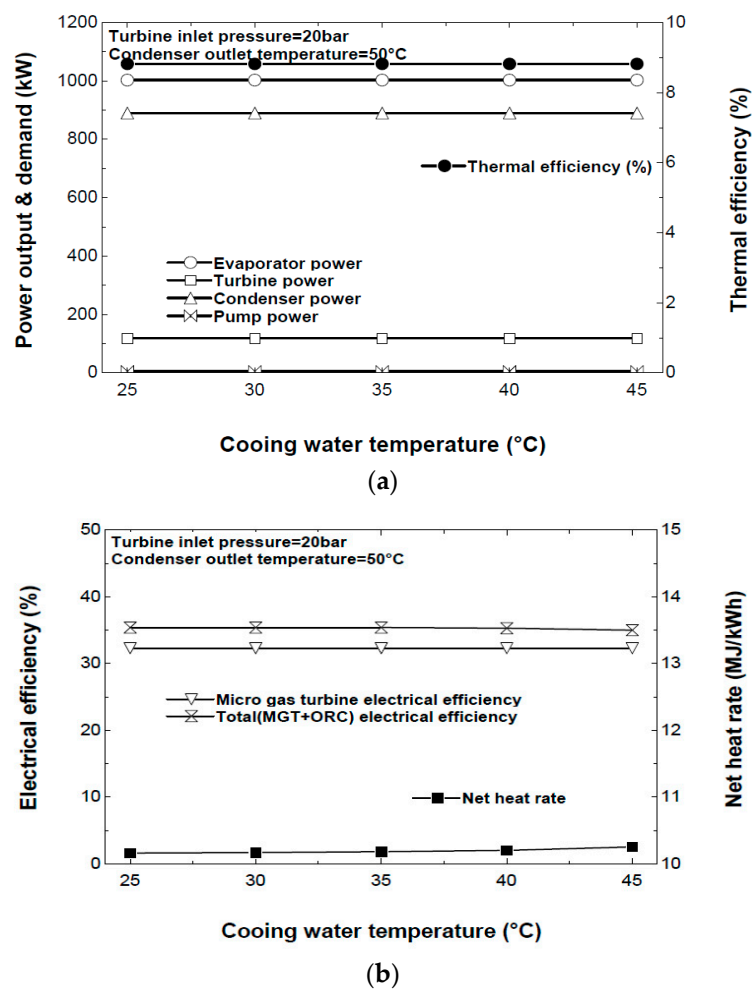 Turbine inlet pressure=20bar
Condenser outlet temperature=50°C
Power output & demand (kW)
1200
1000
800
600
400
200
0
Thermal efficiency (%)
Evaporator power
Turbine power
Condenser power
Pump power
10
8
6
4
2
0
Thermal efficiency (%)
25 30 35 40 45
Cooing water temperature (°C)
(a)
Turbine inlet pressure=20bar
Condenser outlet temperature=50°C
Electrical efficiency (%)
50
40
30
20
10
0
Micro gas turbine electrical efficiency
Total(MGT+ORC) electrical efficiency
Net heat rate
15
14
13
12
11
10
Net heat rate (MJ/kWh)
25 30 35 40 45
Cooing water temperature (°C)
(b)